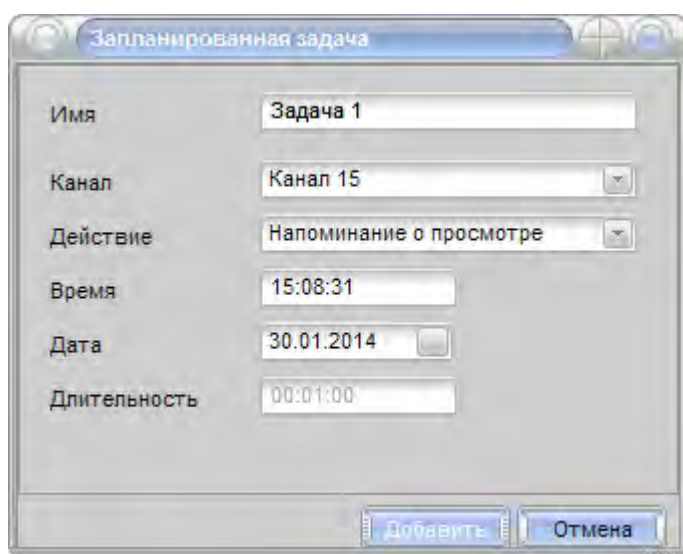 Запланированная задача
Имя Задача 1
Канал Канал 15
Действие Напоминание о просмотре
Время 15:08:31
Дата 30.01.2014
Длительность 00:01:00
Добавить Отмена